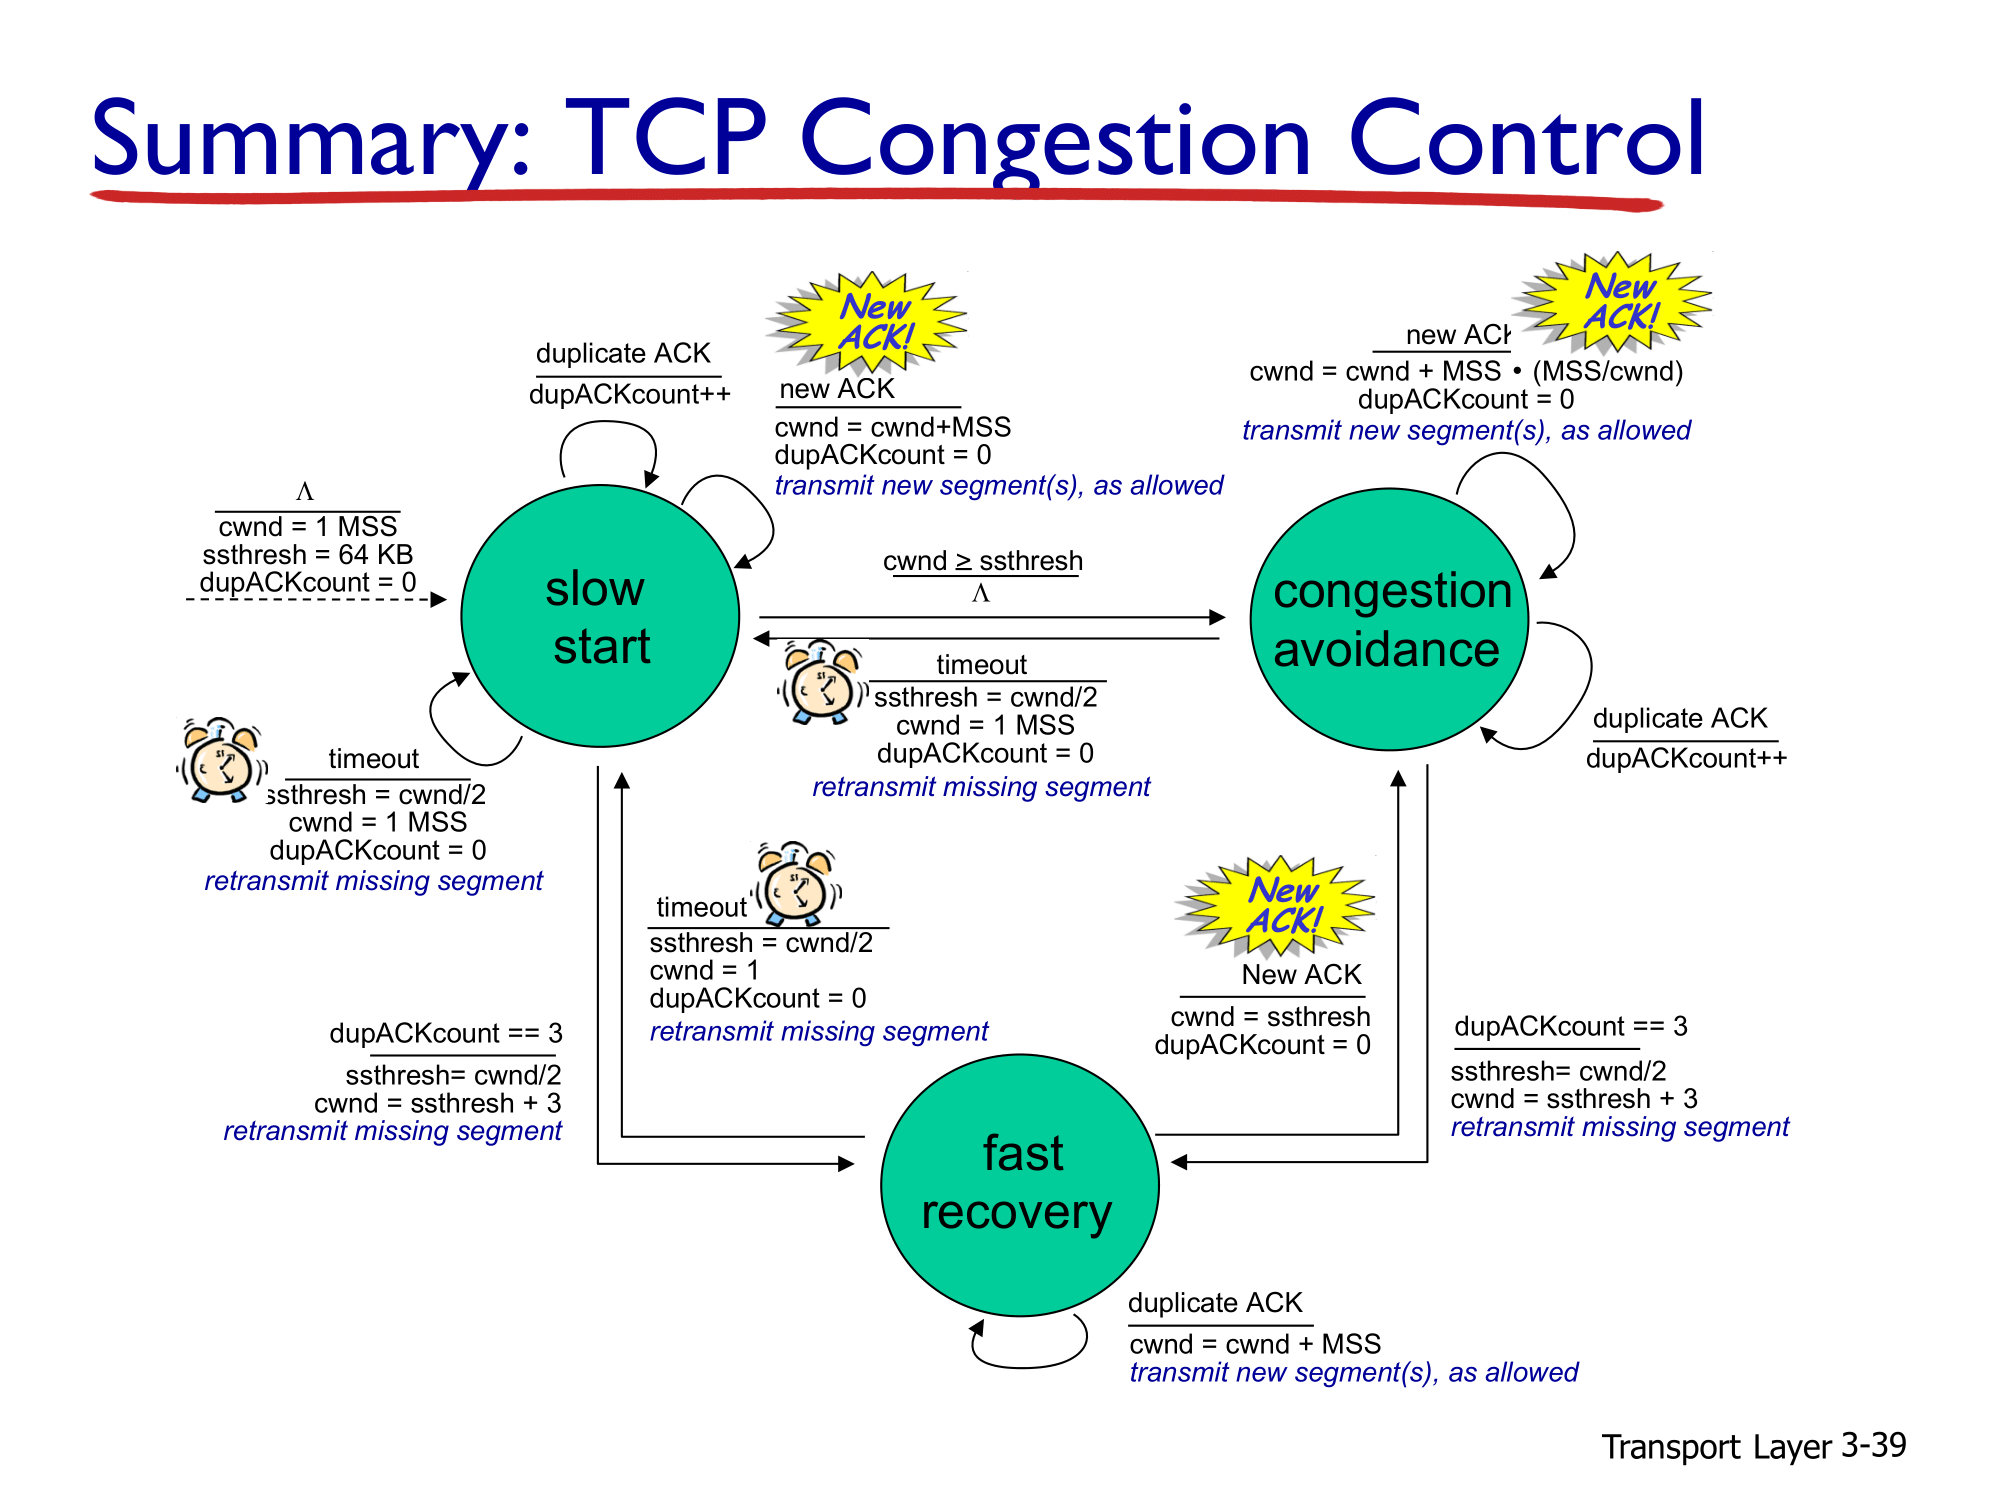 Summary: TCP Congestion Control
New
ACK!
duplicate ACK
dupACKcount++
new ACK
cwnd = cwnd+MSS
dupACKcount = 0
transmit new segment(s), as allowed
New
ACK!
new ACK
cwnd = cwnd + MSS • (MSS/cwnd)
dupACKcount = 0
transmit new segment(s), as allowed
Λ
cwnd = 1 MSS
ssthresh = 64 KB
dupACKcount = 0
slow
start
cwnd ≥ ssthresh
Λ
congestion
avoidance
timeout
ssthresh = cwnd/2
cwnd = 1 MSS
dupACKcount = 0
retransmit missing segment
timeout
ssthresh = cwnd/2
cwnd = 1 MSS
dupACKcount = 0
retransmit missing segment
duplicate ACK
dupACKcount++
timeout
ssthresh = cwnd/2
cwnd = 1
dupACKcount = 0
retransmit missing segment
New
ACK!
New ACK
cwnd = ssthresh
dupACKcount = 0
dupACKcount == 3
ssthresh= cwnd/2
cwnd = ssthresh + 3
retransmit missing segment
dupACKcount == 3
ssthresh= cwnd/2
cwnd = ssthresh + 3
retransmit missing segment
fast
recovery
duplicate ACK
cwnd = cwnd + MSS
transmit new segment(s), as allowed
Transport Layer 3-39